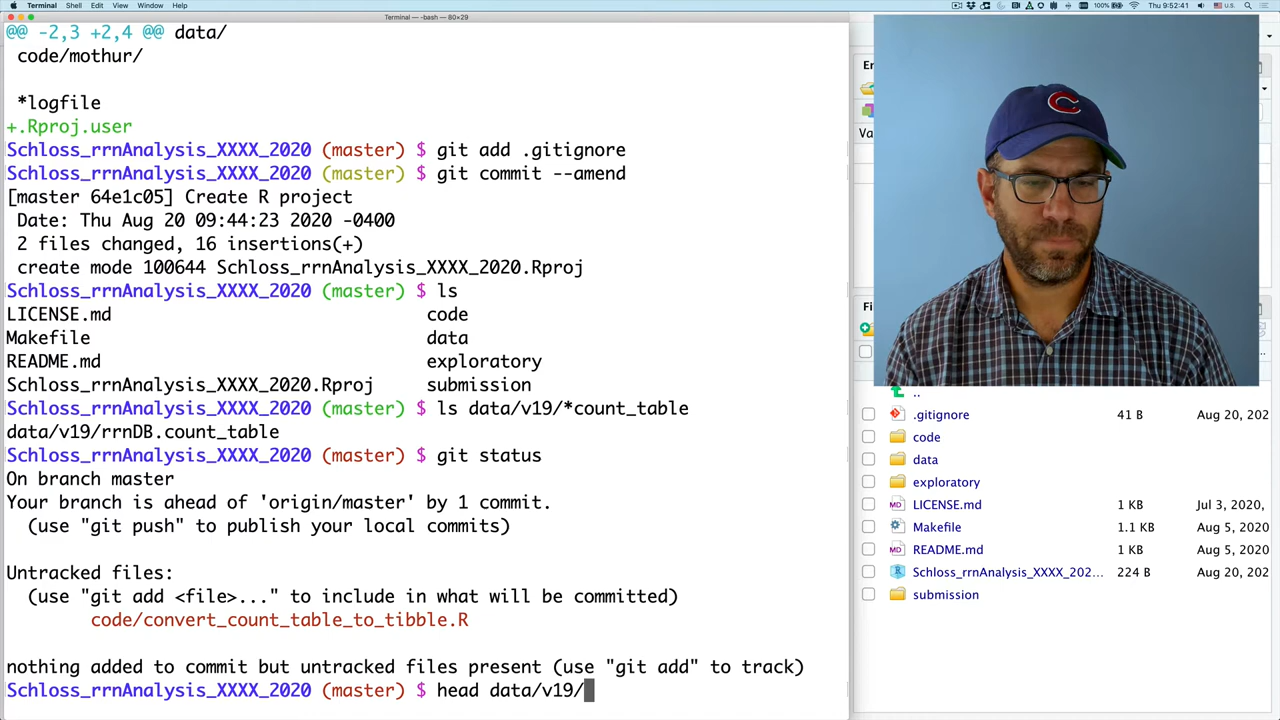 Terminal Shell Edit View Window Help
100% Thu 9:52:41 U.S.
Terminal — -bash — 80×29
@@ -2,3 +2,4 @@ data/
code/mothur/
*logfile
+.Rproj.user
Schloss_rrnAnalysis_XXXX_2020 (master) $ git add .gitignore
Schloss_rrnAnalysis_XXXX_2020 (master) $ git commit --amend
[master 64e1c05] Create R project
Date: Thu Aug 20 09:44:23 2020 -0400
2 files changed, 16 insertions(+)
create mode 100644 Schloss_rrnAnalysis_XXXX_2020.Rproj
Schloss_rrnAnalysis_XXXX_2020 (master) $ ls
LICENSE.md code
Makefile data
README.md exploratory
Schloss_rrnAnalysis_XXXX_2020.Rproj submission
Schloss_rrnAnalysis_XXXX_2020 (master) $ ls data/v19/*count_table
data/v19/rrnDB.count_table
Schloss_rrnAnalysis_XXXX_2020 (master) $ git status
On branch master
Your branch is ahead of 'origin/master' by 1 commit.
(use "git push" to publish your local commits)
Untracked files:
(use "git add <file>..." to include in what will be committed)
code/convert_count_table_to_tibble.R
nothing added to commit but untracked files present (use "git add" to track)
Schloss_rrnAnalysis_XXXX_2020 (master) $ head data/v19/
En
Va
C
Fi
..
.gitignore 41 B Aug 20, 202
code
data
exploratory
LICENSE.md 1 KB Jul 3, 2020,
Makefile 1.1 KB Aug 5, 2020
README.md 1 KB Aug 5, 2020
Schloss_rrnAnalysis_XXXX_202... 224 B Aug 20, 202
submission